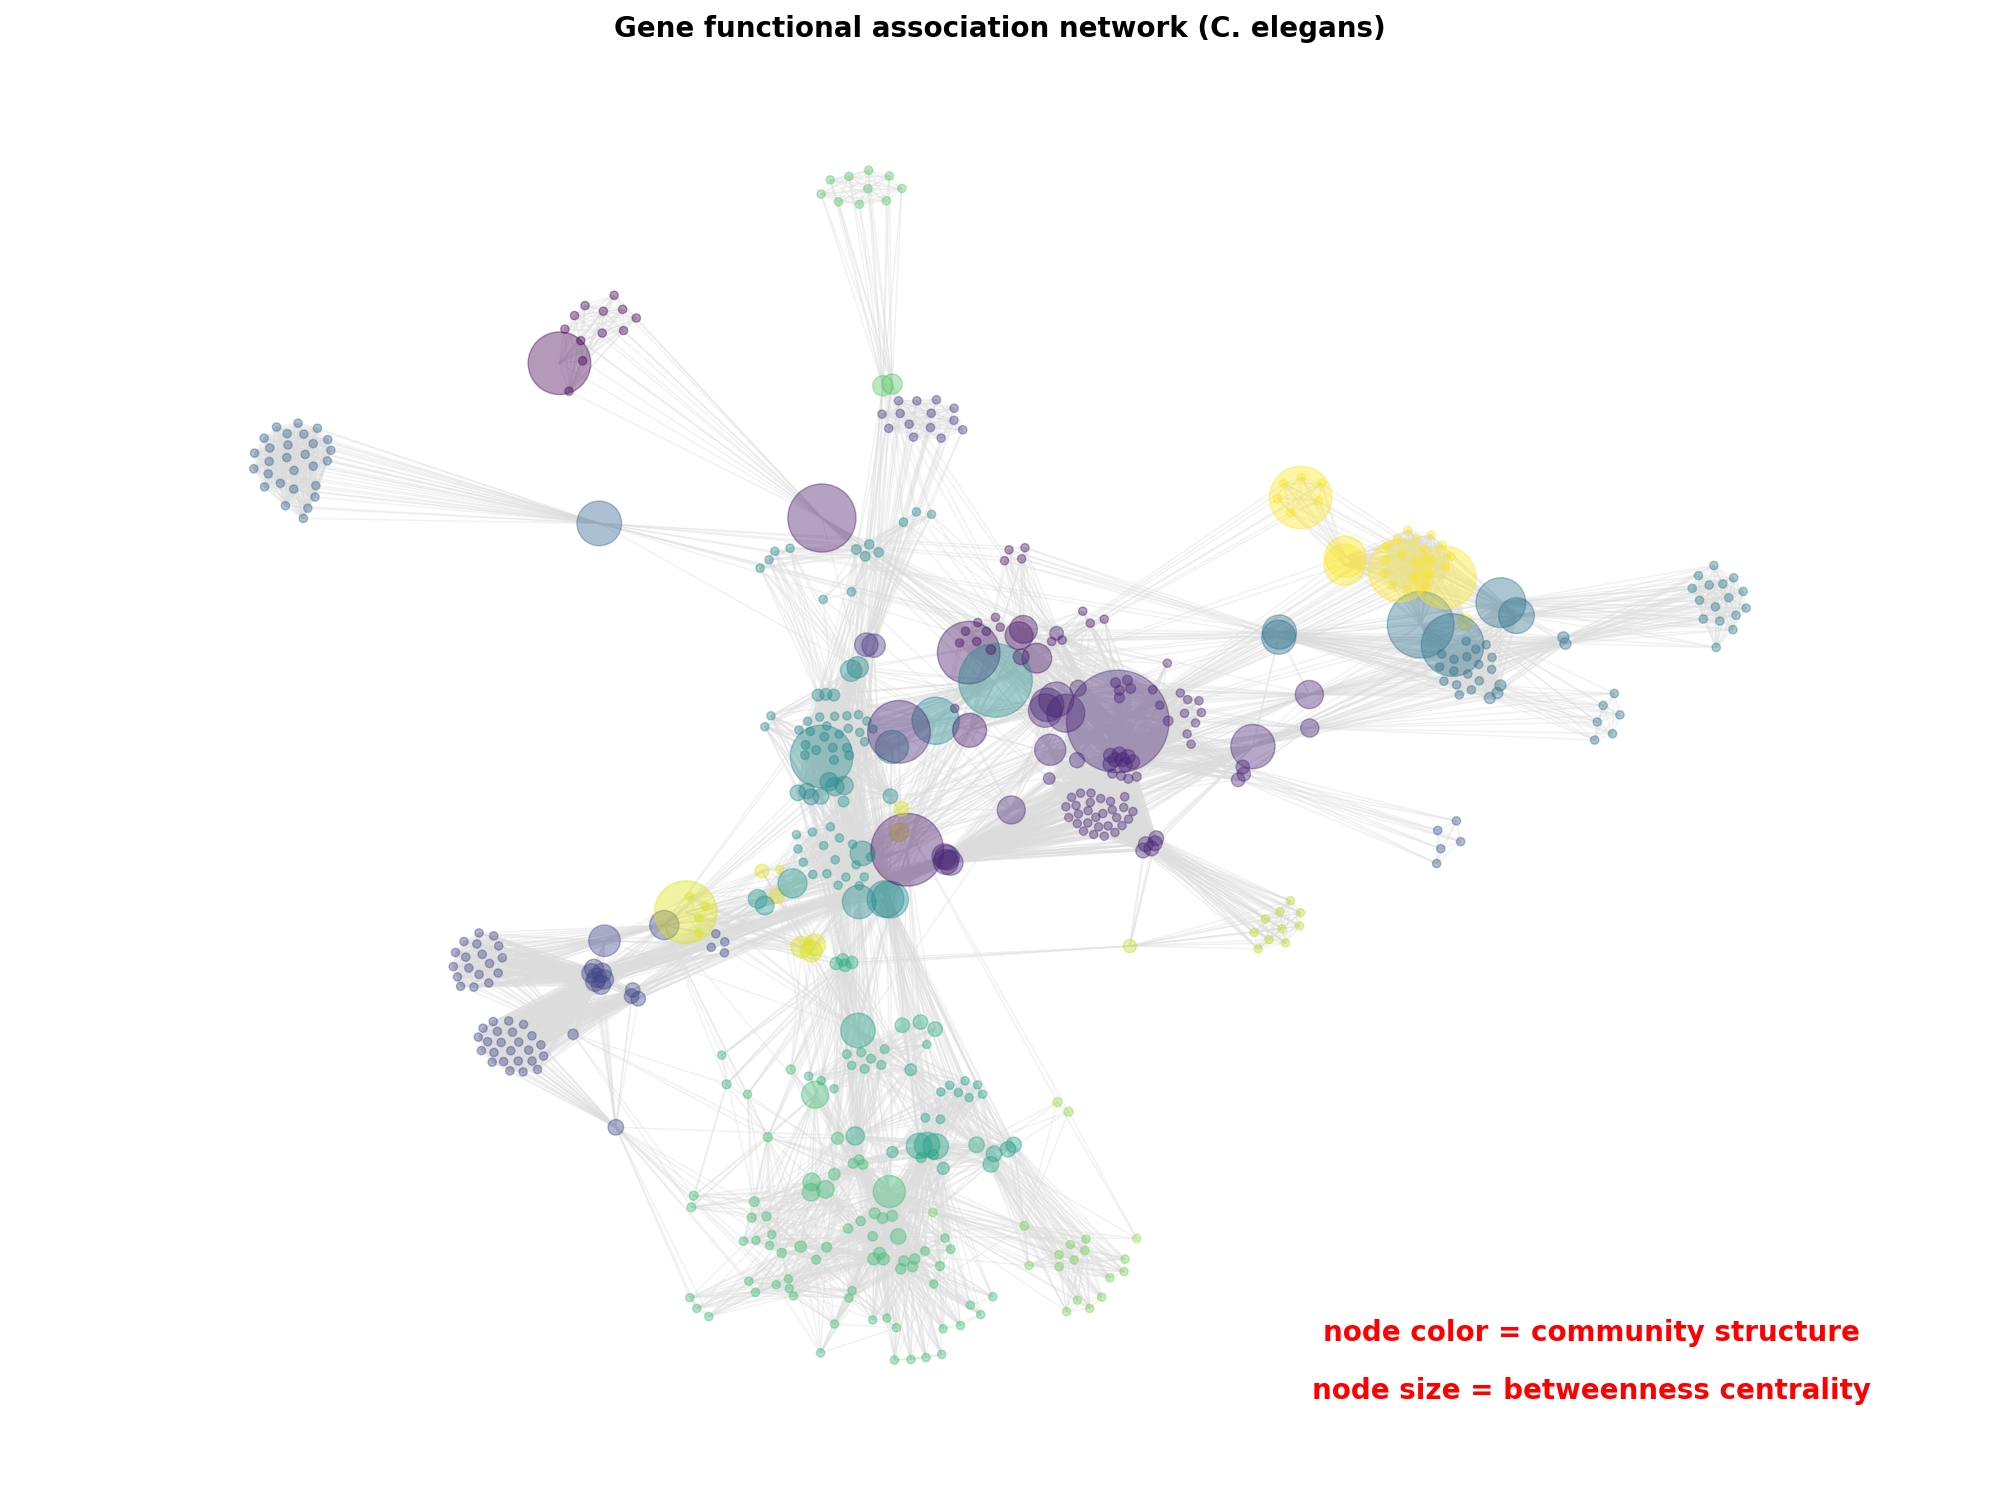 Gene functional association network (C. elegans)
node color = community structure
node size = betweenness centrality